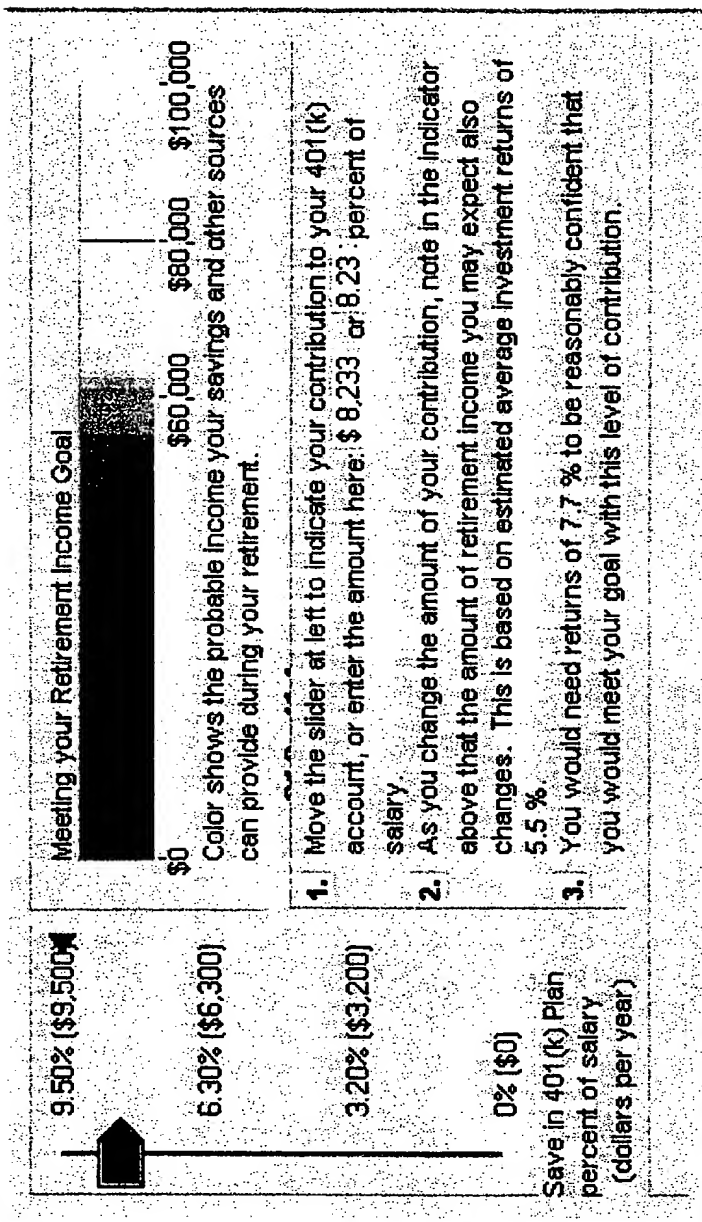 9.50% ($9,500)
6.30% ($6,300)
3.20% ($3,200)
0% ($0)
Save in 401(k) Plan
percent of salary
(dollars per year)
Meeting your Retirement Income Goal
$0 $60,000 $80,000 $100,000
Color shows the probable income your savings and other sources
can provide during your retirement.
1. Move the slider at left to indicate your contribution to your 401(k)
account, or enter the amount here: $ 8,233 or 8.23 percent of
salary.
2. As you change the amount of your contribution, note in the indicator
above that the amount of retirement income you may expect also
changes. This is based on estimated average investment returns of
5.5 %.
3. You would need returns of 7.7 % to be reasonably confident that
you would meet your goal with this level of contribution.